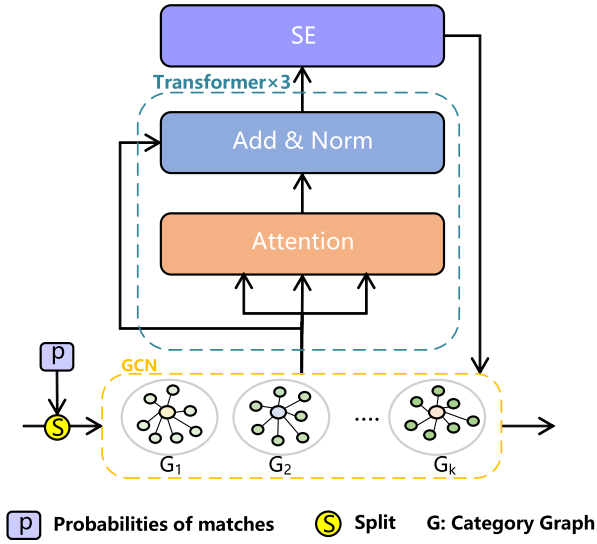 SE
Transformer×3
Add & Norm
Attention
p
GCN
S
....
G1
G2
Gk
p Probabilities of matches
S Split
G: Category Graph